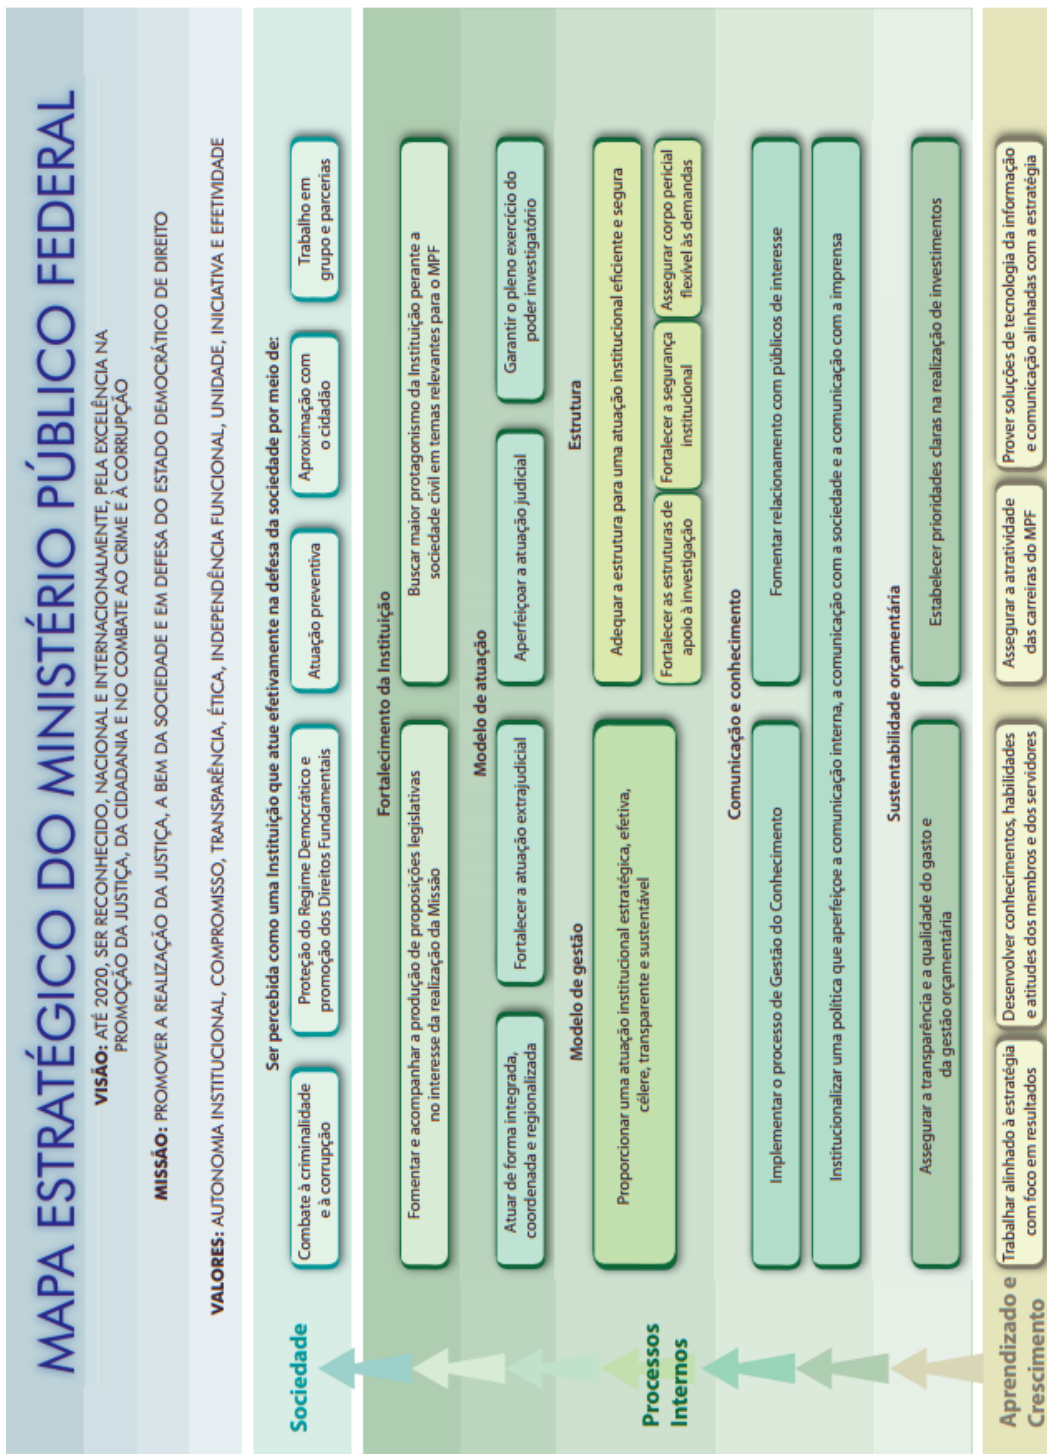 MAPA ESTRATÉGICO DO MINISTÉRIO PÚBLICO FEDERAL
VISÃO: ATÉ 2020, SER RECONHECIDO, NACIONAL E INTERNACIONALMENTE, PELA EXCELÊNCIA NA
PROMOÇÃO DA JUSTIÇA, DA CIDADANIA E NO COMBATE AO CRIME E À CORRUPÇÃO
MISSÃO: PROMOVER A REALIZAÇÃO DA JUSTIÇA, A BEM DA SOCIEDADE E EM DEFESA DO ESTADO DEMOCRÁTICO DE DIREITO
VALORES: AUTONOMIA INSTITUCIONAL, COMPROMISSO, TRANSPARÊNCIA, ÉTICA, INDEPENDÊNCIA FUNCIONAL, UNIDADE, INICIATIVA E EFETIVIDADE
Sociedade
Ser percebida como uma Instituição que atue efetivamente na defesa da sociedade por meio de:
Combate à criminalidade
e à corrupção
Proteção do Regime Democrático e
promoção dos Direitos Fundamentais
Atuação preventiva
Aproximação com
o cidadão
Trabalho em
grupo e parcerias
Processos
Internos
Fortalecimento da Instituição
Fomentar e acompanhar a produção de proposições legislativas
no interesse da realização da Missão
Buscar maior protagonismo da Instituição perante a
sociedade civil em temas relevantes para o MPF
Modelo de atuação
Atuar de forma integrada,
coordenada e regionalizada
Fortalecer a atuação extrajudicial
Aperfeiçoar a atuação judicial
Garantir o pleno exercício do
poder investigatório
Modelo de gestão
Proporcionar uma atuação institucional estratégica, efetiva,
célere, transparente e sustentável
Estrutura
Adequar a estrutura para uma atuação institucional eficiente e segura
Fortalecer as estruturas de
apoio à investigação
Fortalecer a segurança
institucional
Assegurar corpo pericial
flexível às demandas
Comunicação e conhecimento
Implementar o processo de Gestão do Conhecimento
Fomentar relacionamento com públicos de interesse
Institucionalizar uma política que aperfeiçoe a comunicação interna, a comunicação com a sociedade e a comunicação com a imprensa
Sustentabilidade orçamentária
Assegurar a transparência e a qualidade do gasto e
da gestão orçamentária
Estabelecer prioridades claras na realização de investimentos
Aprendizado e
Crescimento
Trabalhar alinhado à estratégia
com foco em resultados
Desenvolver conhecimentos, habilidades
e atitudes dos membros e dos servidores
Assegurar a atratividade
das carreiras do MPF
Prover soluções de tecnologia da informação
e comunicação alinhadas com a estratégia